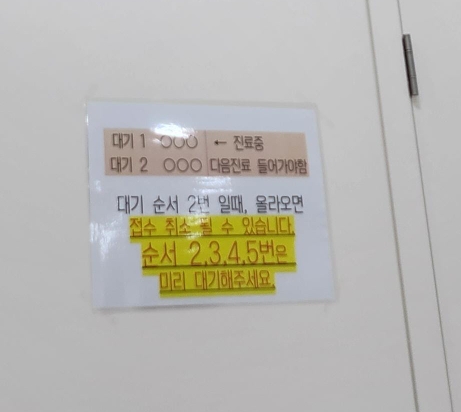 대기 1 ○○○ ← 진료중
대기 2 ○○○ 다음진료 들어가야함
대기 순서 2번 일때, 올라오면
접수 취소 될 수 있습니다.
순서 2,3,4,5번은
미리 대기해주세요.